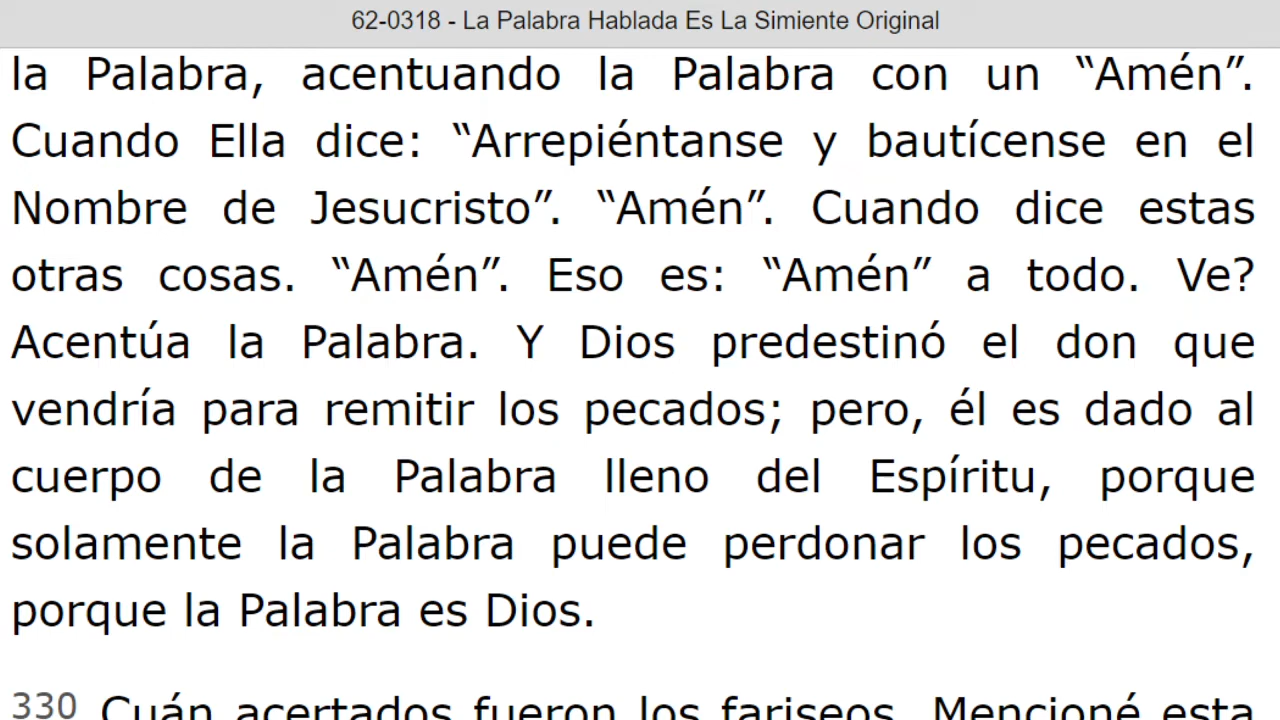 62-0318 - La Palabra Hablada Es La Simiente Original
la Palabra, acentuando la Palabra con un “Amén”.
Cuando Ella dice: “Arrepiéntanse y bautícense en el
Nombre de Jesucristo”. “Amén”. Cuando dice estas
otras cosas. “Amén”. Eso es: “Amén” a todo. Ve?
Acentúa la Palabra. Y Dios predestinó el don que
vendría para remitir los pecados; pero, él es dado al
cuerpo de la Palabra lleno del Espíritu, porque
solamente la Palabra puede perdonar los pecados,
porque la Palabra es Dios.
330 Cuán acertados fueron los fariseos. Mencioné esta